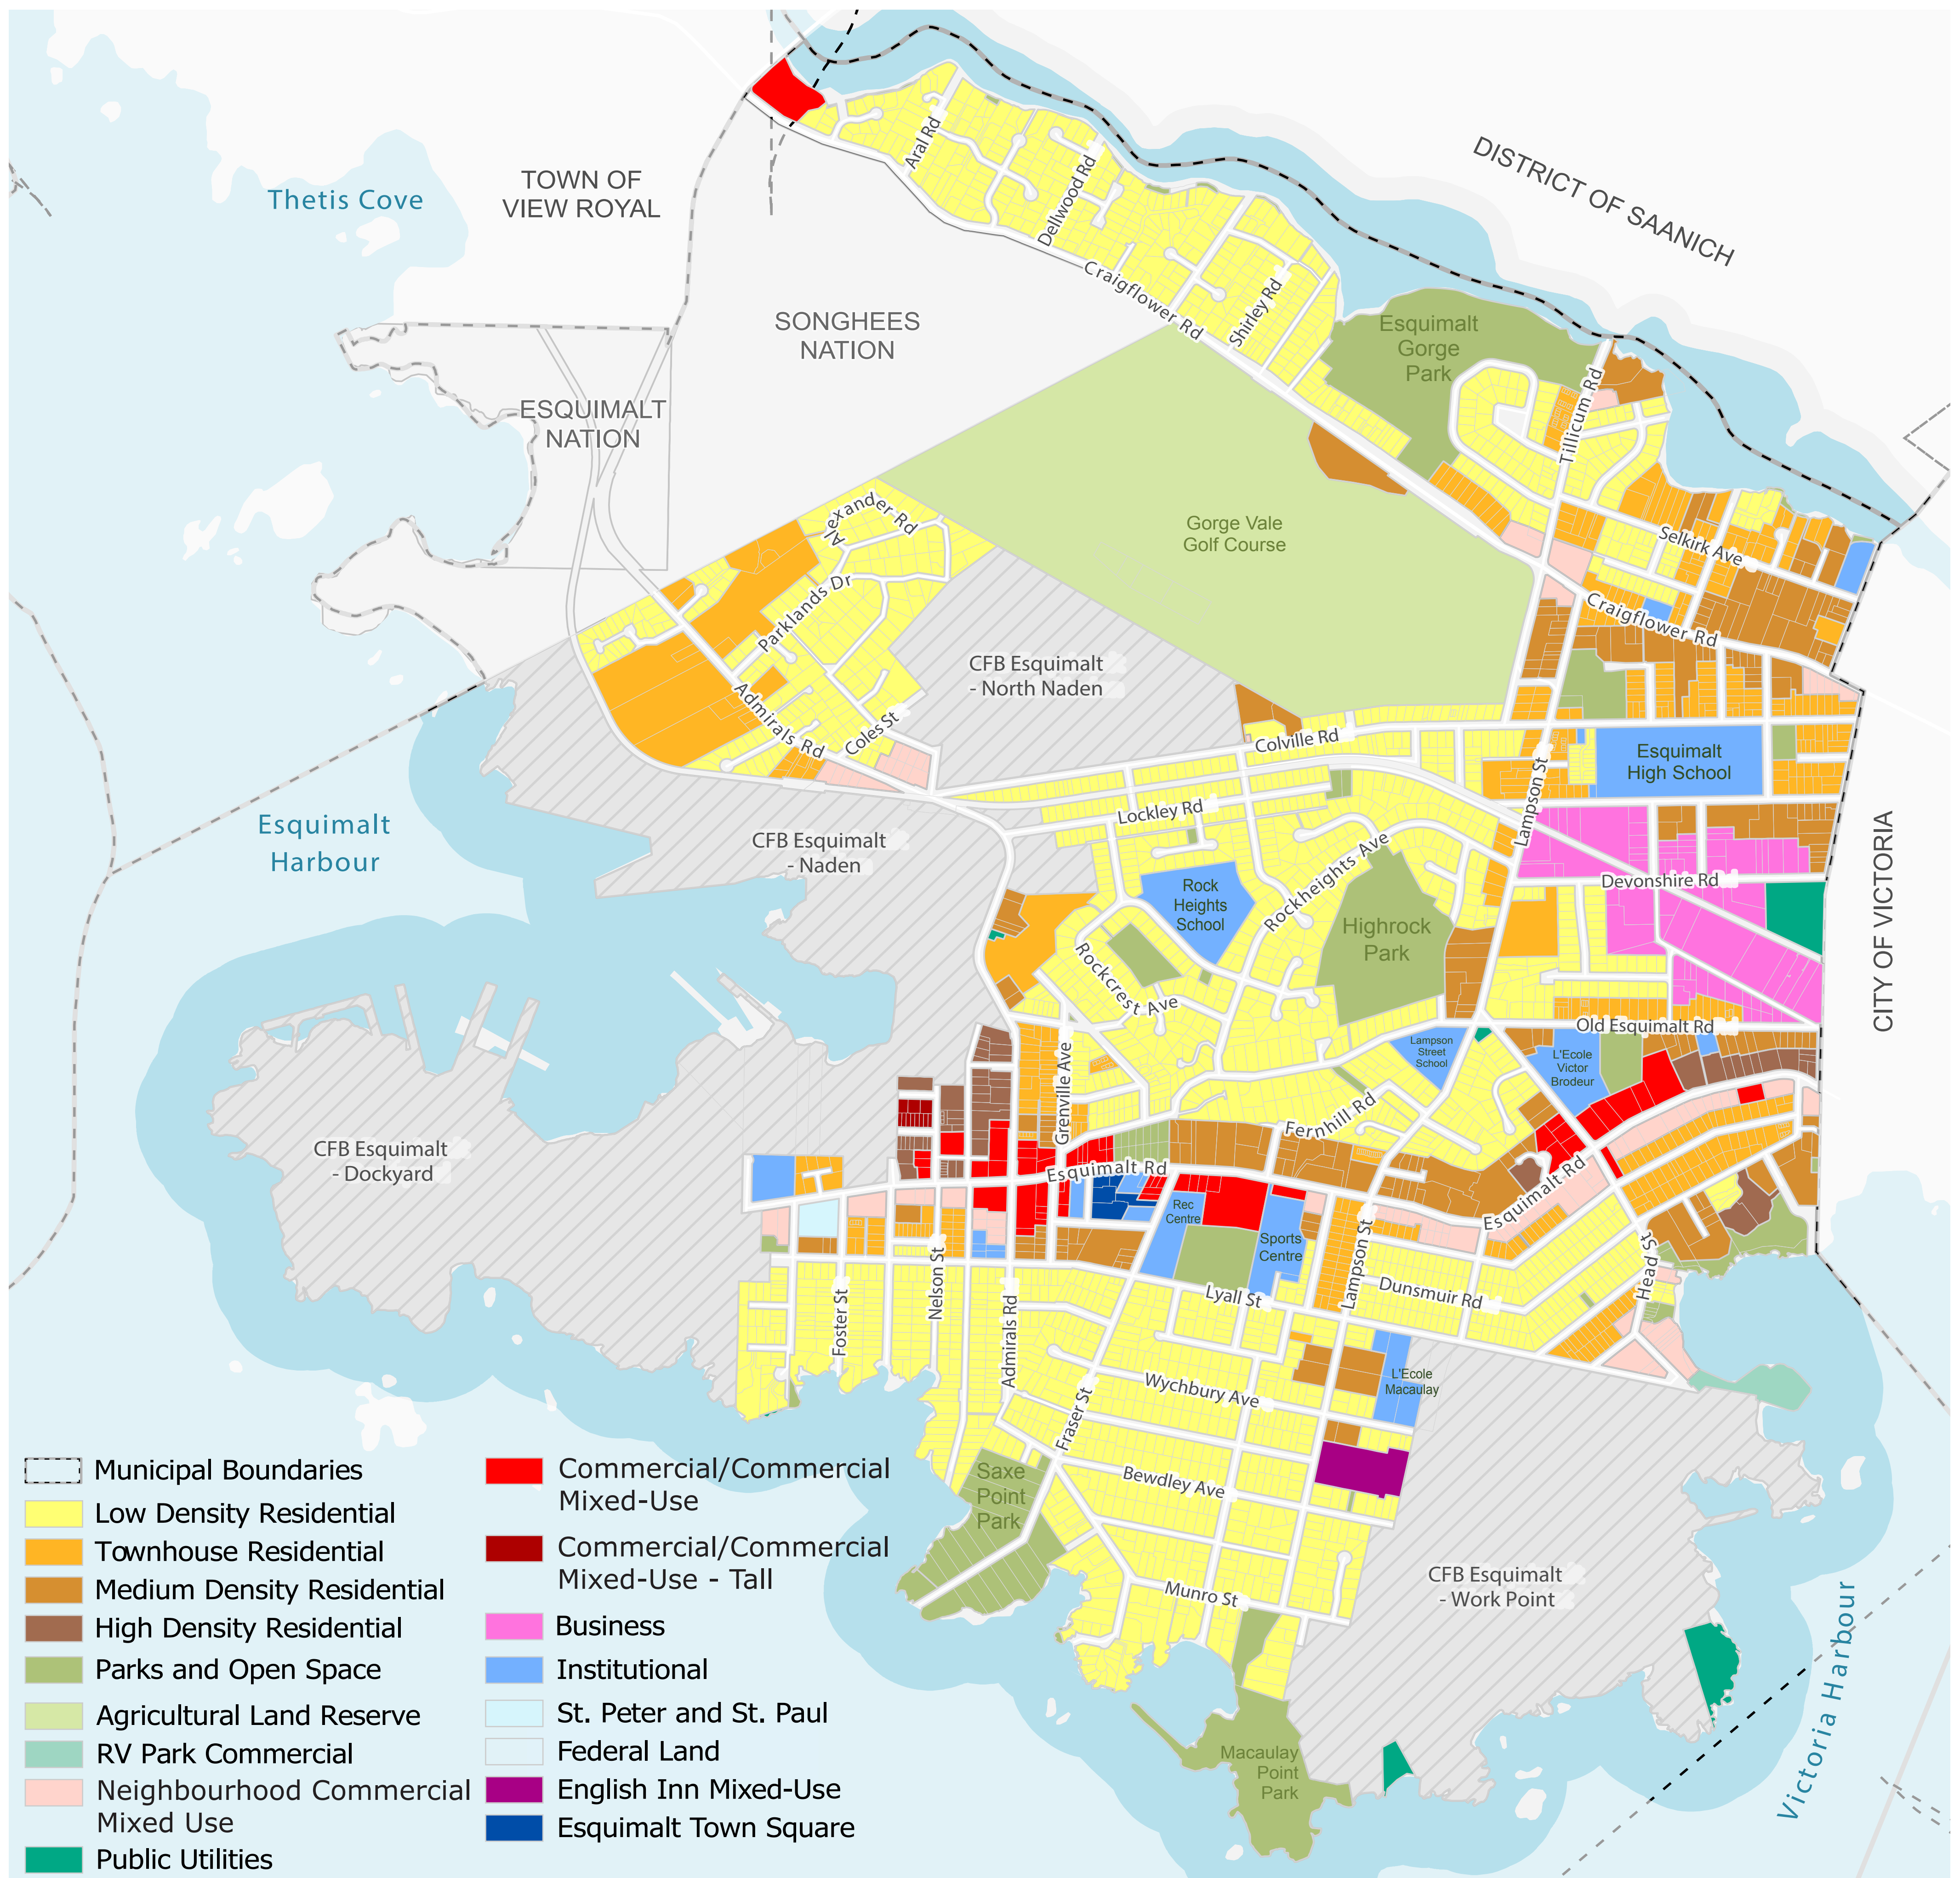 DISTRICT OF SAANICH
Thetis Cove
TOWN OF
VIEW ROYAL
Aral Rd
Dellwood Rd
Craigflower Rd
Shirley Rd
SONGHEES
NATION
Esquimalt
Gorge
Park
Tillicum Rd
ESQUIMALT
NATION
Alexander Rd
Gorge Vale
Golf Course
Selkirk Ave
Parklands Dr
Craigflower Rd
CFB Esquimalt
- North Naden
Admirals Rd
Coles St
Colville Rd
Esquimalt
High School
Lampson St
Lockley Rd
Esquimalt
Harbour
CFB Esquimalt
- Naden
CITY OF VICTORIA
Rockheights Ave
Devonshire Rd
Rock
Heights
School
Highrock
Park
Rockcrest Ave
Old Esquimalt Rd
Lampson
Street
School
L'Ecole
Victor
Brodeur
Grenville Ave
Fernhill Rd
CFB Esquimalt
- Dockyard
Esquimalt Rd
Esquimalt Rd
Rec
Centre
Sports
Centre
Lampson St
Head St
Nelson St
Foster St
Admirals Rd
Lyall St
Dunsmuir Rd
L'Ecole
Macaulay
Wychbury Ave
Fraser St
Saxe
Point
Park
Bewdley Ave
Munro St
CFB Esquimalt
- Work Point
Macaulay
Point
Park
Victoria Harbour
Municipal Boundaries
Low Density Residential
Townhouse Residential
Medium Density Residential
High Density Residential
Parks and Open Space
Agricultural Land Reserve
RV Park Commercial
Neighbourhood Commercial
Mixed Use
Public Utilities
Commercial/Commercial
Mixed-Use
Commercial/Commercial
Mixed-Use - Tall
Business
Institutional
St. Peter and St. Paul
Federal Land
English Inn Mixed-Use
Esquimalt Town Square